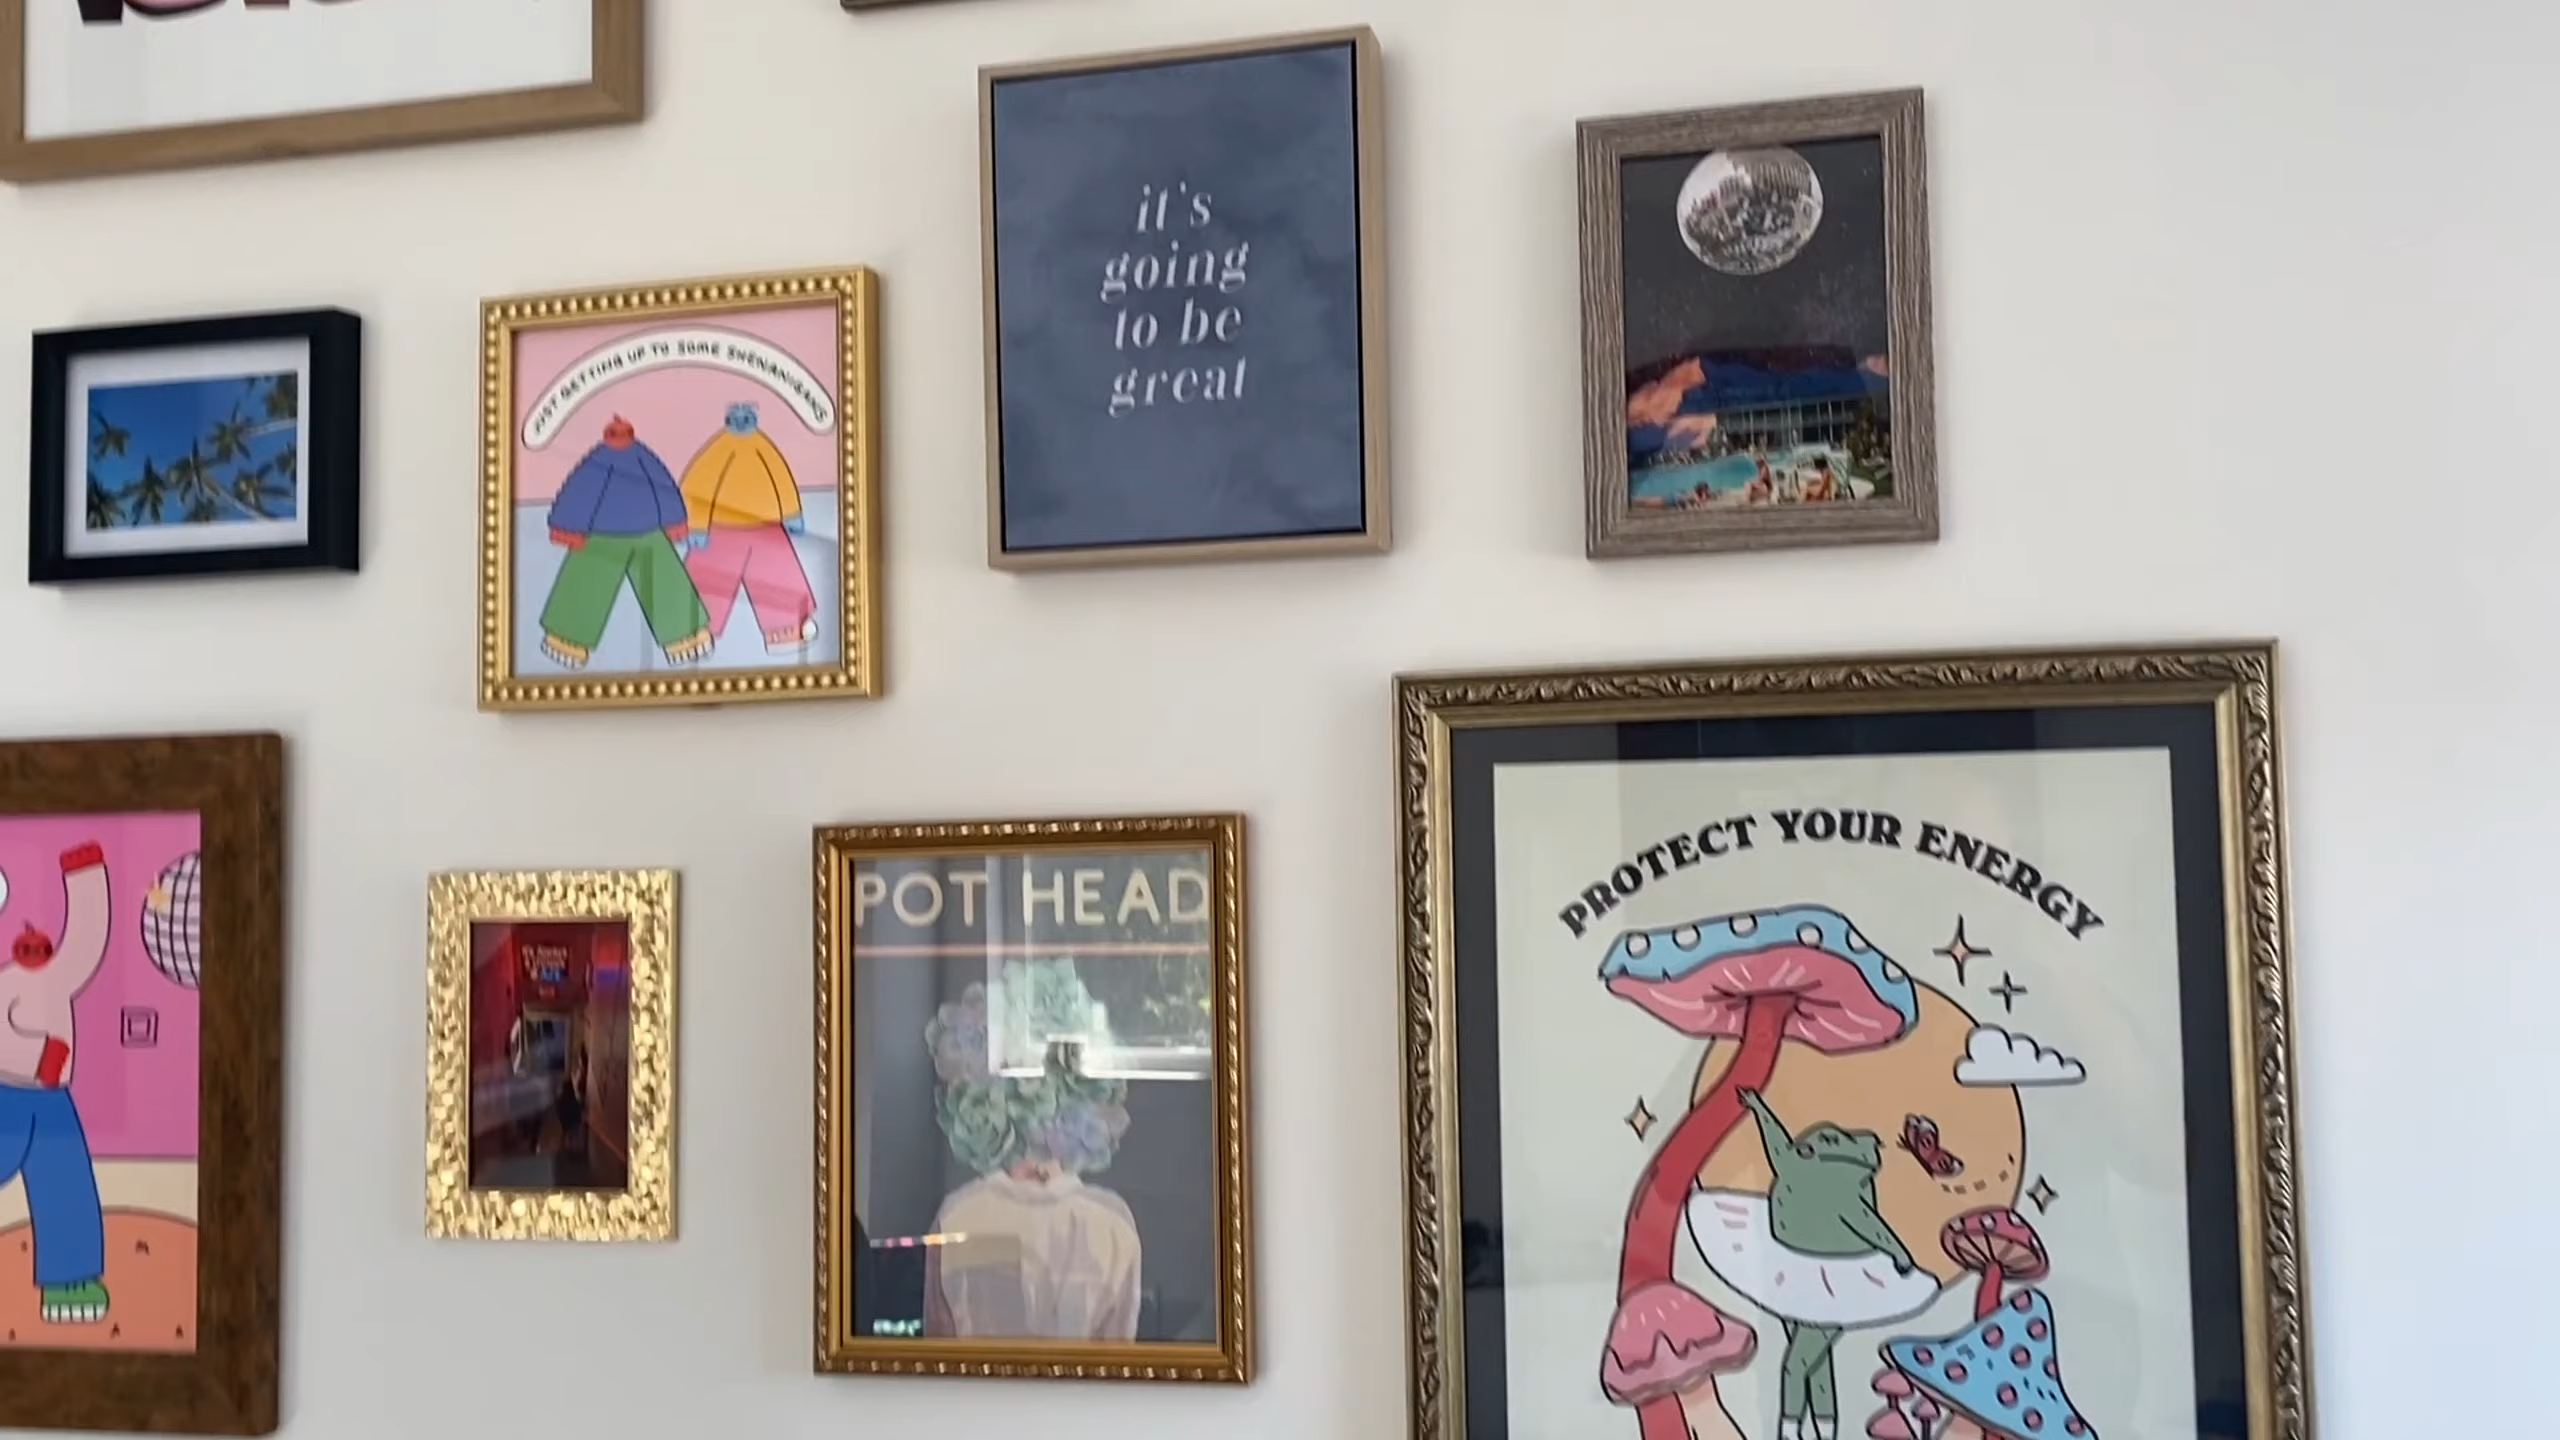 it's
going
to be
great
JUST GETTING UP TO SOME SHENANIGANS
POT HEAD
PROTECT YOUR ENERGY